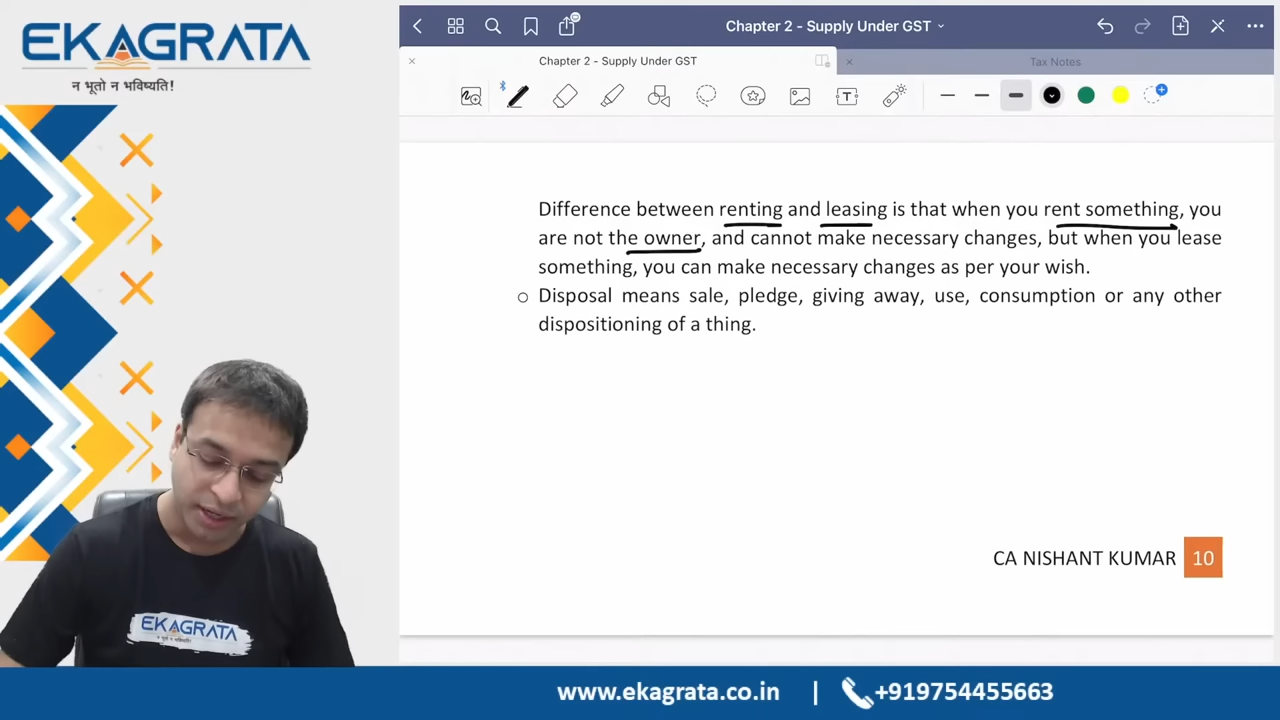 EKAGRATA
न भूतो न भविष्यति!
Chapter 2 - Supply Under GST
Chapter 2 - Supply Under GST
Tax Notes
Difference between renting and leasing is that when you rent something, you
are not the owner, and cannot make necessary changes, but when you lease
something, you can make necessary changes as per your wish.
Disposal means sale, pledge, giving away, use, consumption or any other
dispositioning of a thing.
CA NISHANT KUMAR 10
EKAGRATA
न भूतो न भविष्यति!
www.ekagrata.co.in | +919754455663